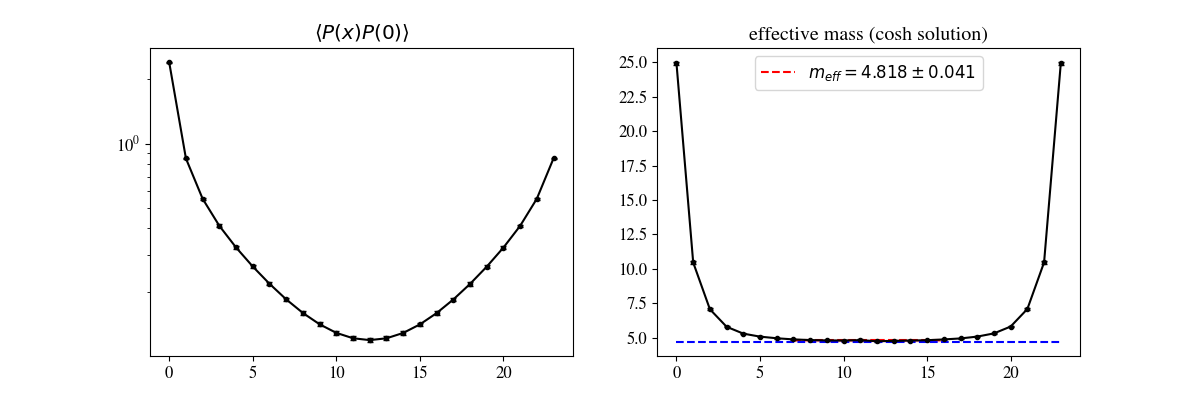 ⟨P(x)P(0)⟩
10⁰
0 5 10 15 20
effective mass (cosh solution)
m_eff = 4.818 ± 0.041
25.0
22.5
20.0
17.5
15.0
12.5
10.0
7.5
5.0
0 5 10 15 20